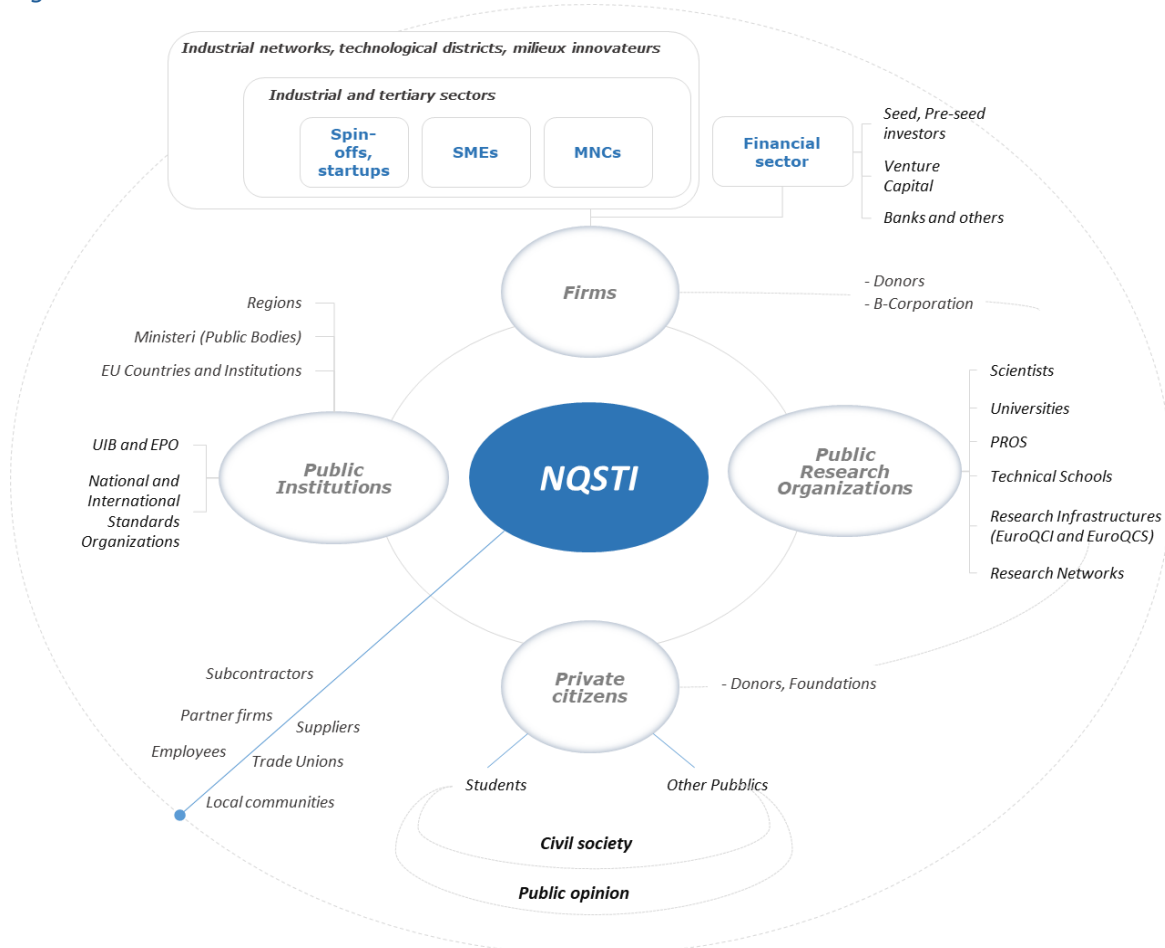 Industrial networks, technological districts, milieux innovateurs
Industrial and tertiary sectors
Spin-
offs,
startups
SMEs
MNCs
Financial
sector
Seed, Pre-seed
investors
Venture
Capital
Banks and others
Firms
- Donors
- B-Corporation
Regions
Ministeri (Public Bodies)
EU Countries and Institutions
UIB and EPO
National and
International
Standards
Organizations
Public
Institutions
NQSTI
Public
Research
Organizations
Scientists
Universities
PROS
Technical Schools
Research Infrastructures
(EuroQCI and EuroQCS)
Research Networks
Subcontractors
Partner firms
Suppliers
Employees
Trade Unions
Local communities
Private
citizens
- Donors, Foundations
Students
Other Pubblics
Civil society
Public opinion